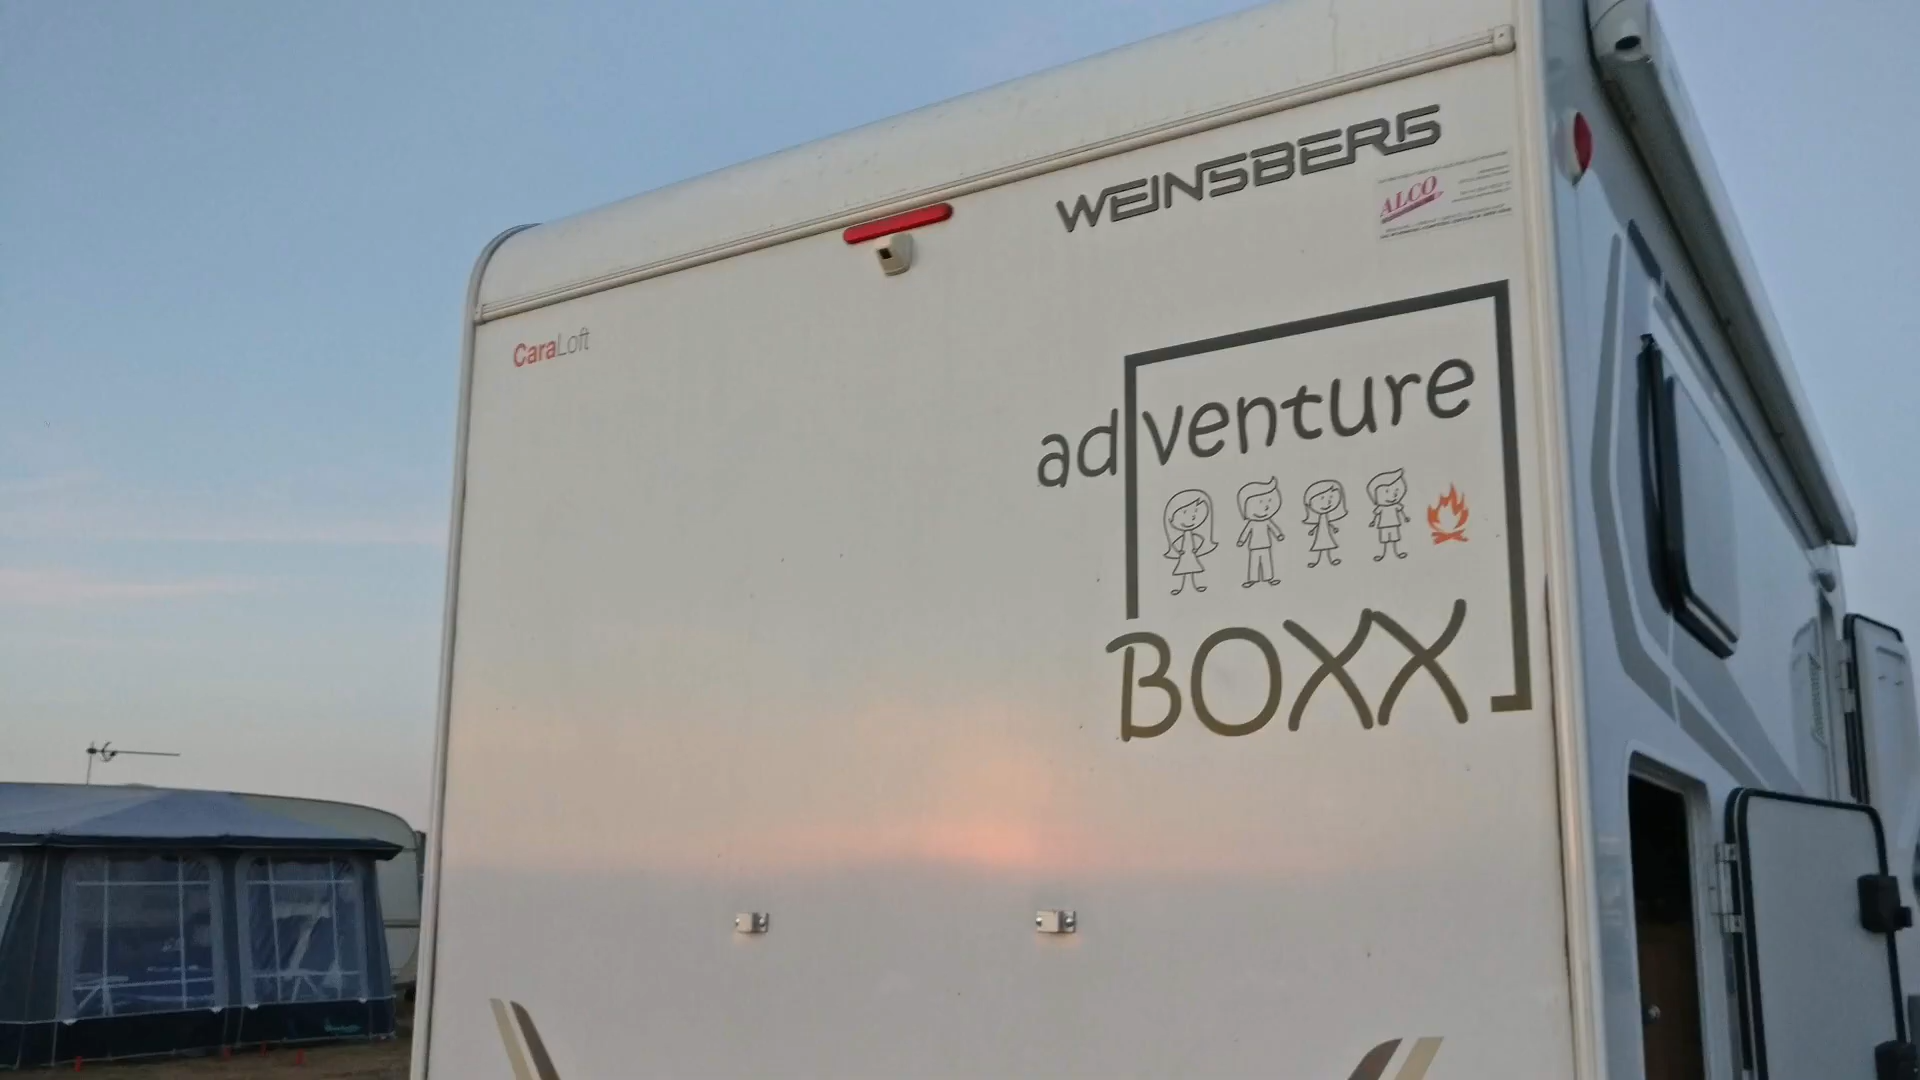 WEINSBERG
ALCO
CaraLoft
adventure
BOXX